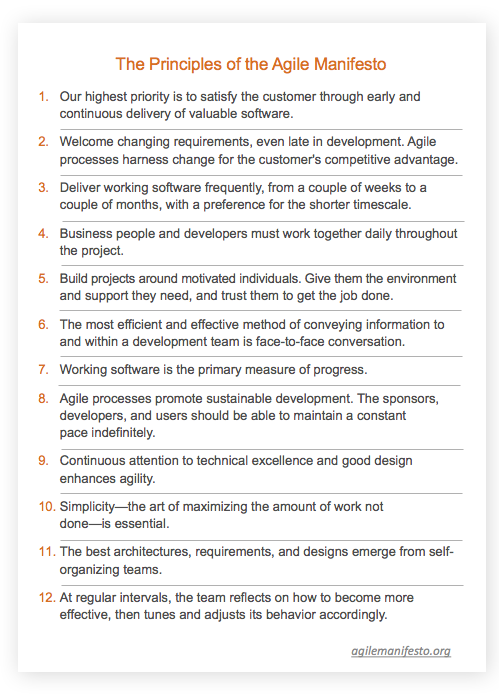 The Principles of the Agile Manifesto
1. Our highest priority is to satisfy the customer through early and
continuous delivery of valuable software.
2. Welcome changing requirements, even late in development. Agile
processes harness change for the customer's competitive advantage.
3. Deliver working software frequently, from a couple of weeks to a
couple of months, with a preference for the shorter timescale.
4. Business people and developers must work together daily throughout
the project.
5. Build projects around motivated individuals. Give them the environment
and support they need, and trust them to get the job done.
6. The most efficient and effective method of conveying information to
and within a development team is face-to-face conversation.
7. Working software is the primary measure of progress.
8. Agile processes promote sustainable development. The sponsors,
developers, and users should be able to maintain a constant
pace indefinitely.
9. Continuous attention to technical excellence and good design
enhances agility.
10. Simplicity—the art of maximizing the amount of work not
done—is essential.
11. The best architectures, requirements, and designs emerge from self-
organizing teams.
12. At regular intervals, the team reflects on how to become more
effective, then tunes and adjusts its behavior accordingly.
agilemanifesto.org